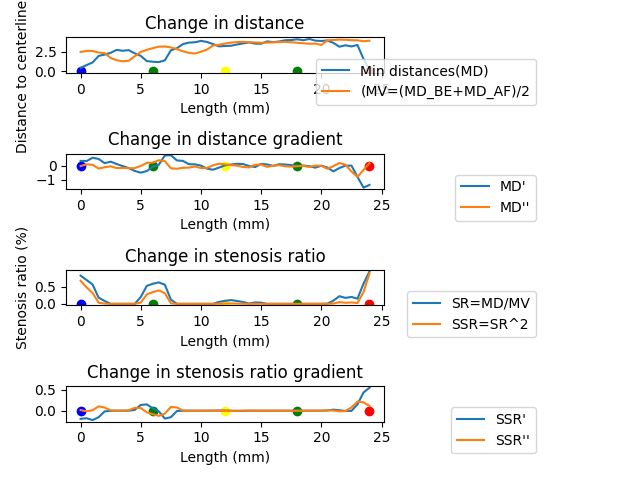 Change in distance
Distance to centerline
2.5
0.0
0
5
10
15
20
25
Length (mm)
Min distances(MD)
(MV=(MD_BE+MD_AF)/2
Change in distance gradient
0
−1
0
5
10
15
20
25
Length (mm)
MD'
MD''
Change in stenosis ratio
Stenosis ratio (%)
0.5
0.0
0
5
10
15
20
25
Length (mm)
SR=MD/MV
SSR=SR^2
Change in stenosis ratio gradient
0.5
0.0
0
5
10
15
20
25
Length (mm)
SSR'
SSR''